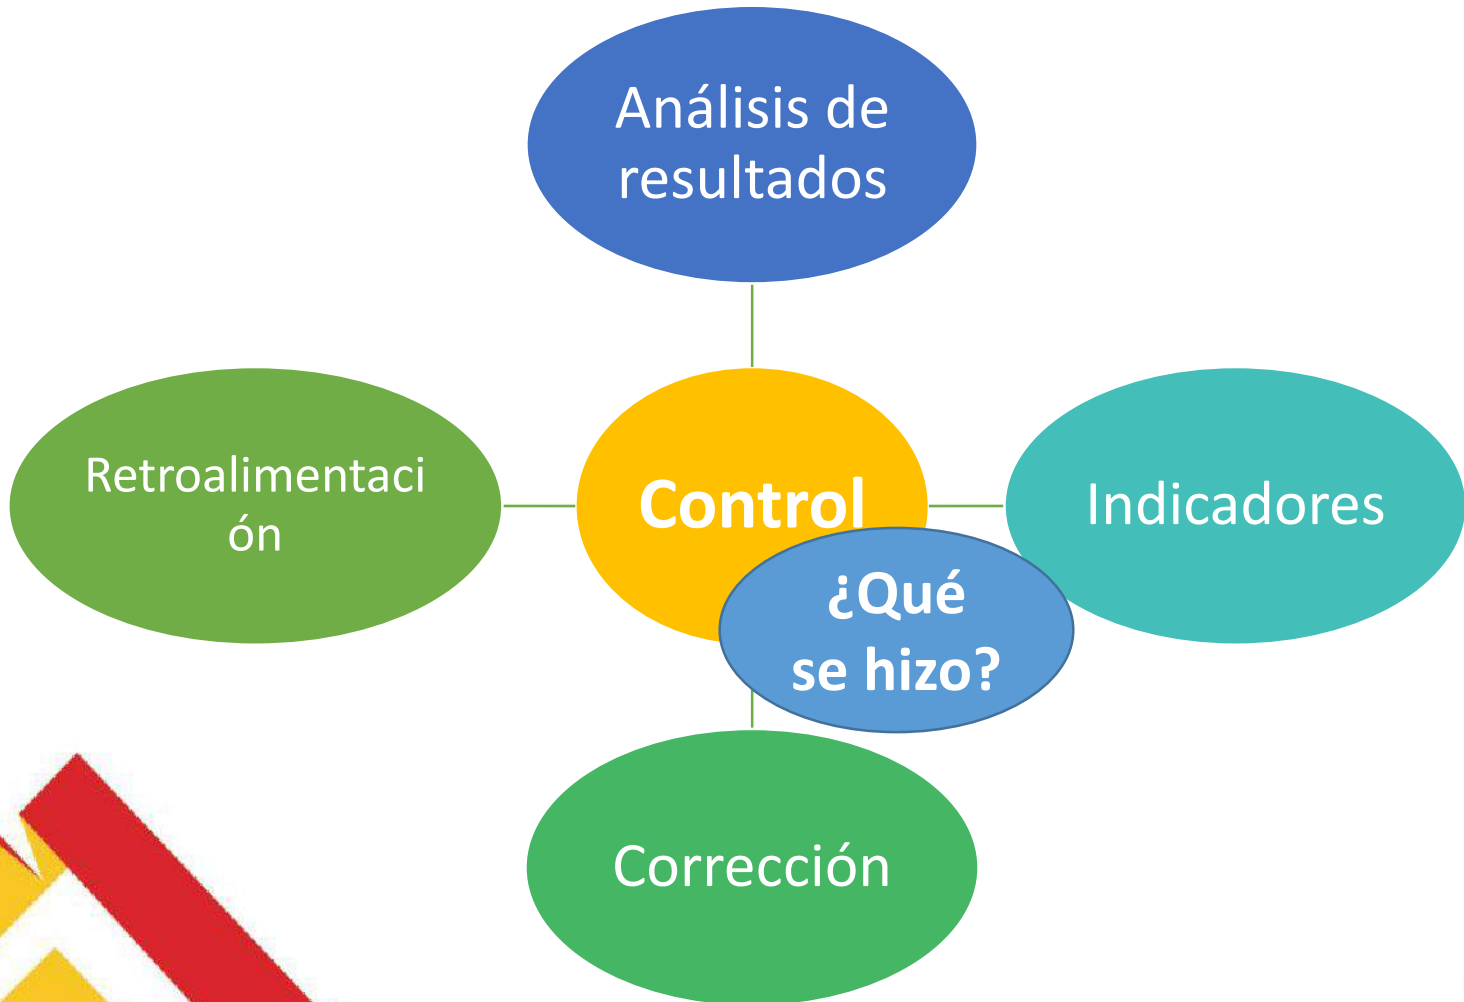 Análisis de
resultados
Retroalimentaci
ón
Control
Indicadores
¿Qué
se hizo?
Corrección